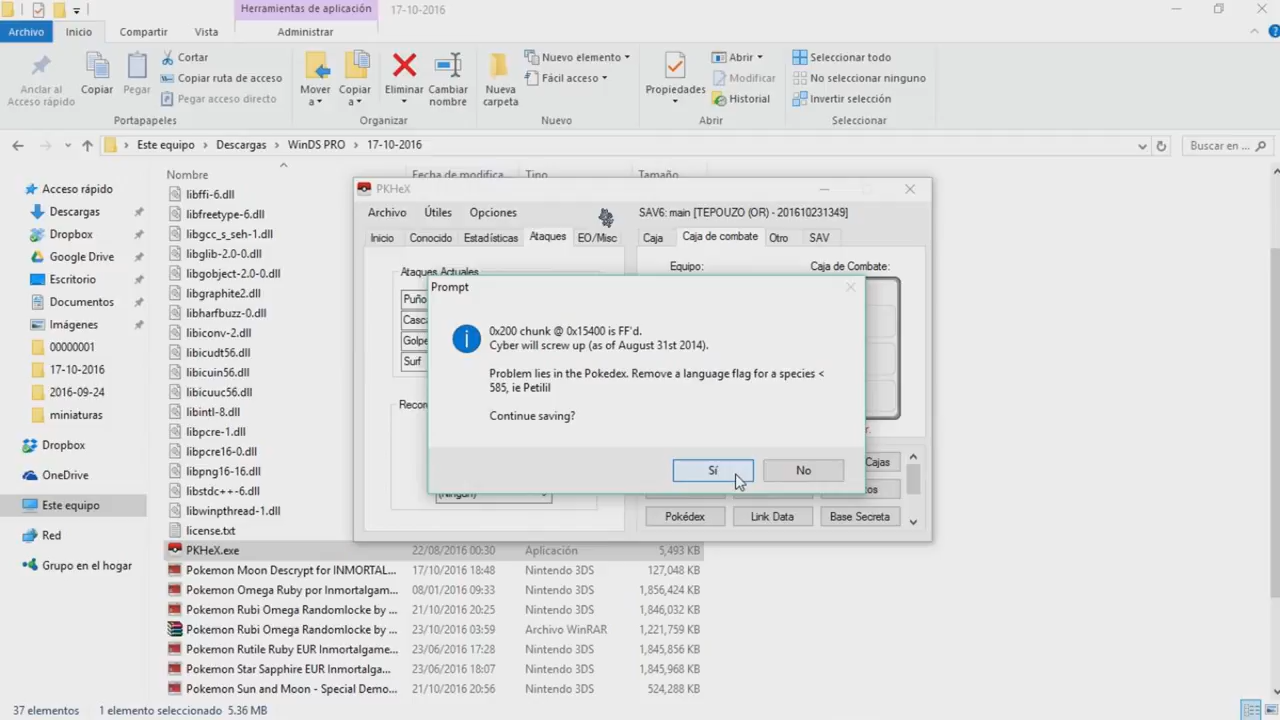 Herramientas de aplicación
17-10-2016
Archivo
Inicio
Compartir
Vista
Administrar
Anclar al
Acceso rápido
Copiar
Pegar
Cortar
Copiar ruta de acceso
Pegar acceso directo
Portapapeles
Mover
a
Copiar
a
Eliminar
Cambiar
nombre
Organizar
Nueva
carpeta
Nuevo elemento
Fácil acceso
Nuevo
Propiedades
Abrir
Modificar
Historial
Abrir
Seleccionar todo
No seleccionar ninguno
Invertir selección
Seleccionar
Este equipo > Descargas > WinDS PRO > 17-10-2016
Buscar en ...
Acceso rápido
Descargas
Dropbox
Google Drive
Escritorio
Documentos
Imágenes
00000001
17-10-2016
2016-09-24
miniaturas
Dropbox
OneDrive
Este equipo
Red
Grupo en el hogar
Nombre
Fecha de modifica...
Tipo
Tamaño
libffi-6.dll
libfreetype-6.dll
libgcc_s_seh-1.dll
libglib-2.0-0.dll
libgobject-2.0-0.dll
libgraphite2.dll
libharfbuzz-0.dll
libiconv-2.dll
libicudt56.dll
libicuin56.dll
libicuuc56.dll
libintl-8.dll
libpcre-1.dll
libpcre16-0.dll
libpng16-16.dll
libstdc++-6.dll
libwinpthread-1.dll
license.txt
PKHeX.exe 22/08/2016 00:30 Aplicación 5,493 KB
Pokemon Moon Descrypt for INMORTAL... 17/10/2016 18:48 Nintendo 3DS 127,048 KB
Pokemon Omega Ruby por Inmortalgam... 08/01/2016 09:33 Nintendo 3DS 1,856,424 KB
Pokemon Rubi Omega Randomlocke by ... 21/10/2016 20:25 Nintendo 3DS 1,846,032 KB
Pokemon Rubi Omega Randomlocke by ... 23/10/2016 03:59 Archivo WinRAR 1,221,759 KB
Pokemon Rutile Ruby EUR Inmortalgame... 23/06/2016 17:28 Nintendo 3DS 1,845,856 KB
Pokemon Star Sapphire EUR Inmortalga... 23/06/2016 18:07 Nintendo 3DS 1,845,968 KB
Pokemon Sun and Moon - Special Demo... 21/10/2016 20:56 Nintendo 3DS 524,288 KB
PKHeX
Archivo
Útiles
Opciones
SAV6: main [TEPOUZO (OR) - 201610231349]
Inicio
Conocido
Estadísticas
Ataques
EO/Misc
Caja
Caja de combate
Otro
SAV
Ataques Actuales
Equipo:
Caja de Combate:
Puño
Casca
Golpe
Surf
Recor
(Ningún)
Cajas
Pokédex
Link Data
Base Secreta
Prompt
0x200 chunk @ 0x15400 is FF'd.
Cyber will screw up (as of August 31st 2014).
Problem lies in the Pokedex. Remove a language flag for a species <
585, ie Petilil
Continue saving?
Sí
No
37 elementos
1 elemento seleccionado 5.36 MB